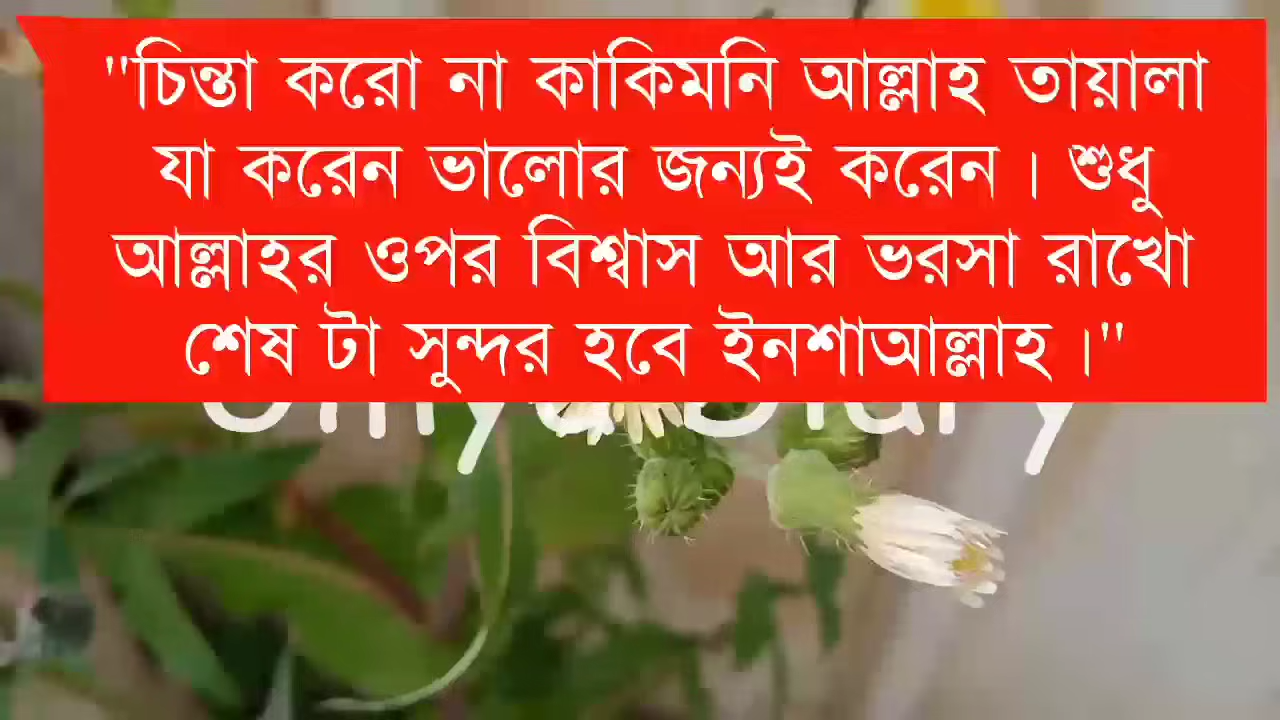 "চিন্তা করো না কাকিমনি আল্লাহ তায়ালা
যা করেন ভালোর জন্যই করেন। শুধু
আল্লাহর ওপর বিশ্বাস আর ভরসা রাখো
শেষ টা সুন্দর হবে ইনশাআল্লাহ।"